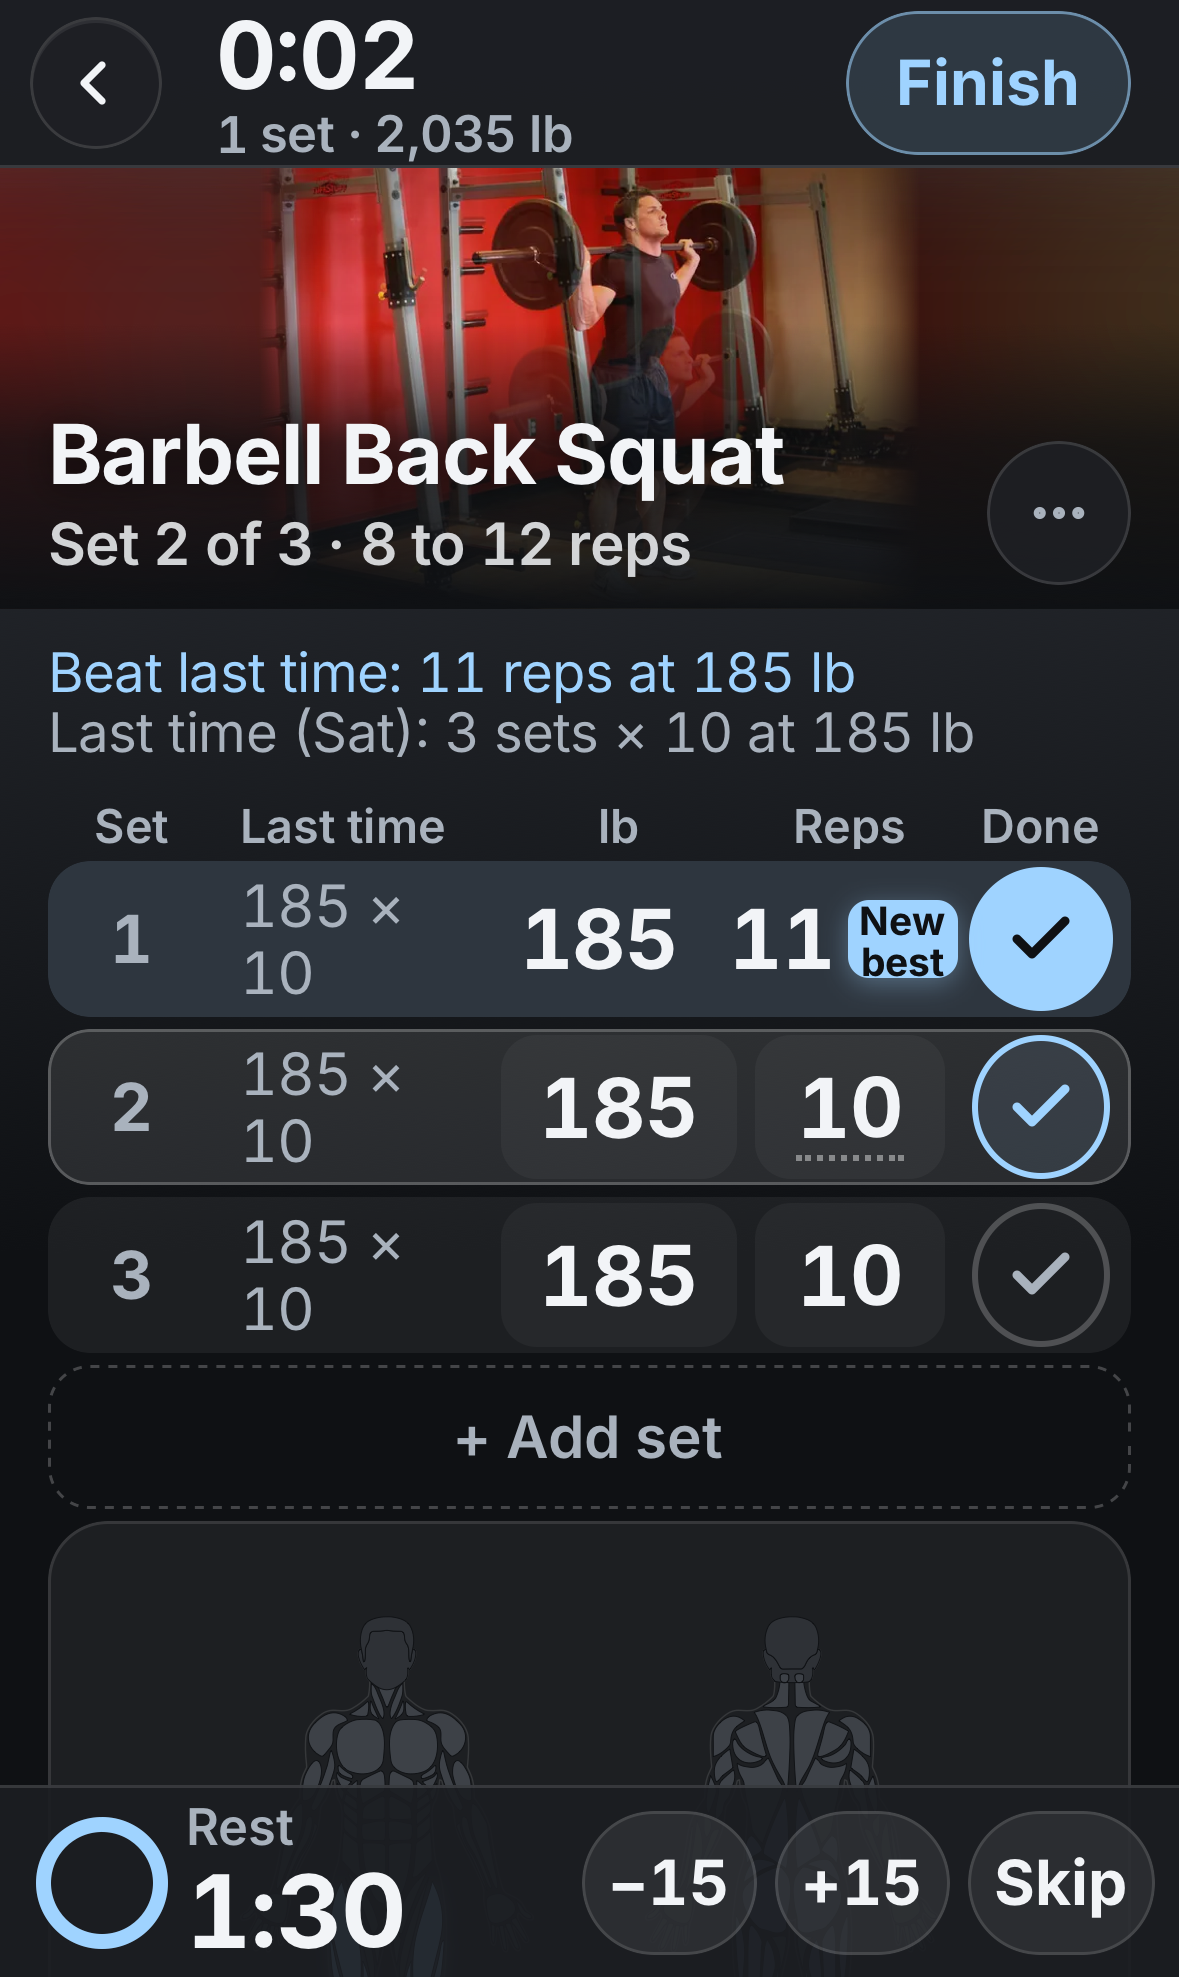 0:02
Finish
1 set · 2,035 lb
Barbell Back Squat
Set 2 of 3 · 8 to 12 reps
Beat last time: 11 reps at 185 lb
Last time (Sat): 3 sets × 10 at 185 lb
Set Last time lb Reps Done
1 185 × 10 185 11 New best
2 185 × 10 185 10
3 185 × 10 185 10
+ Add set
Rest
1:30
−15 +15 Skip